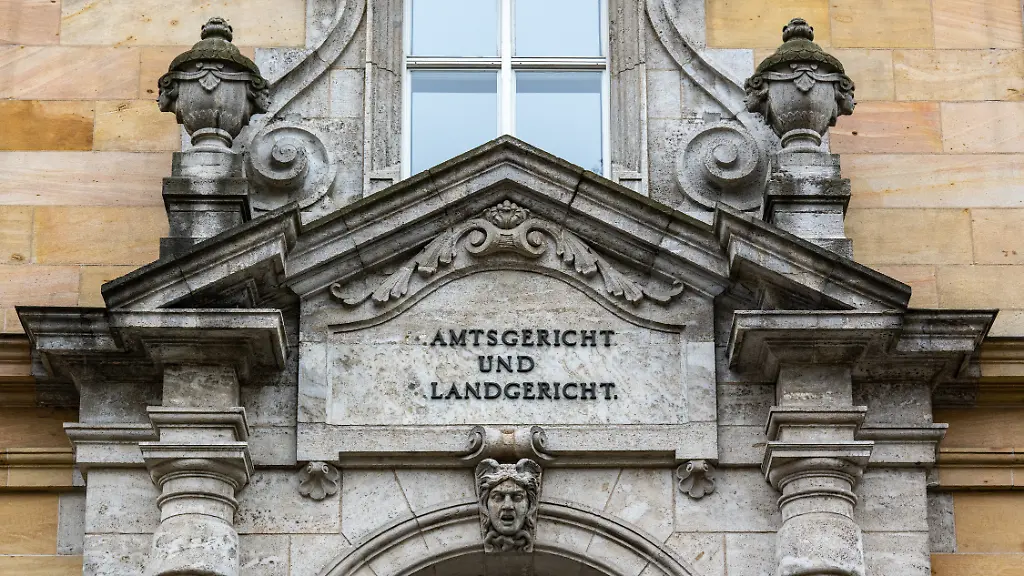 .AMTSGERICHT.
UND
.LANDGERICHT.